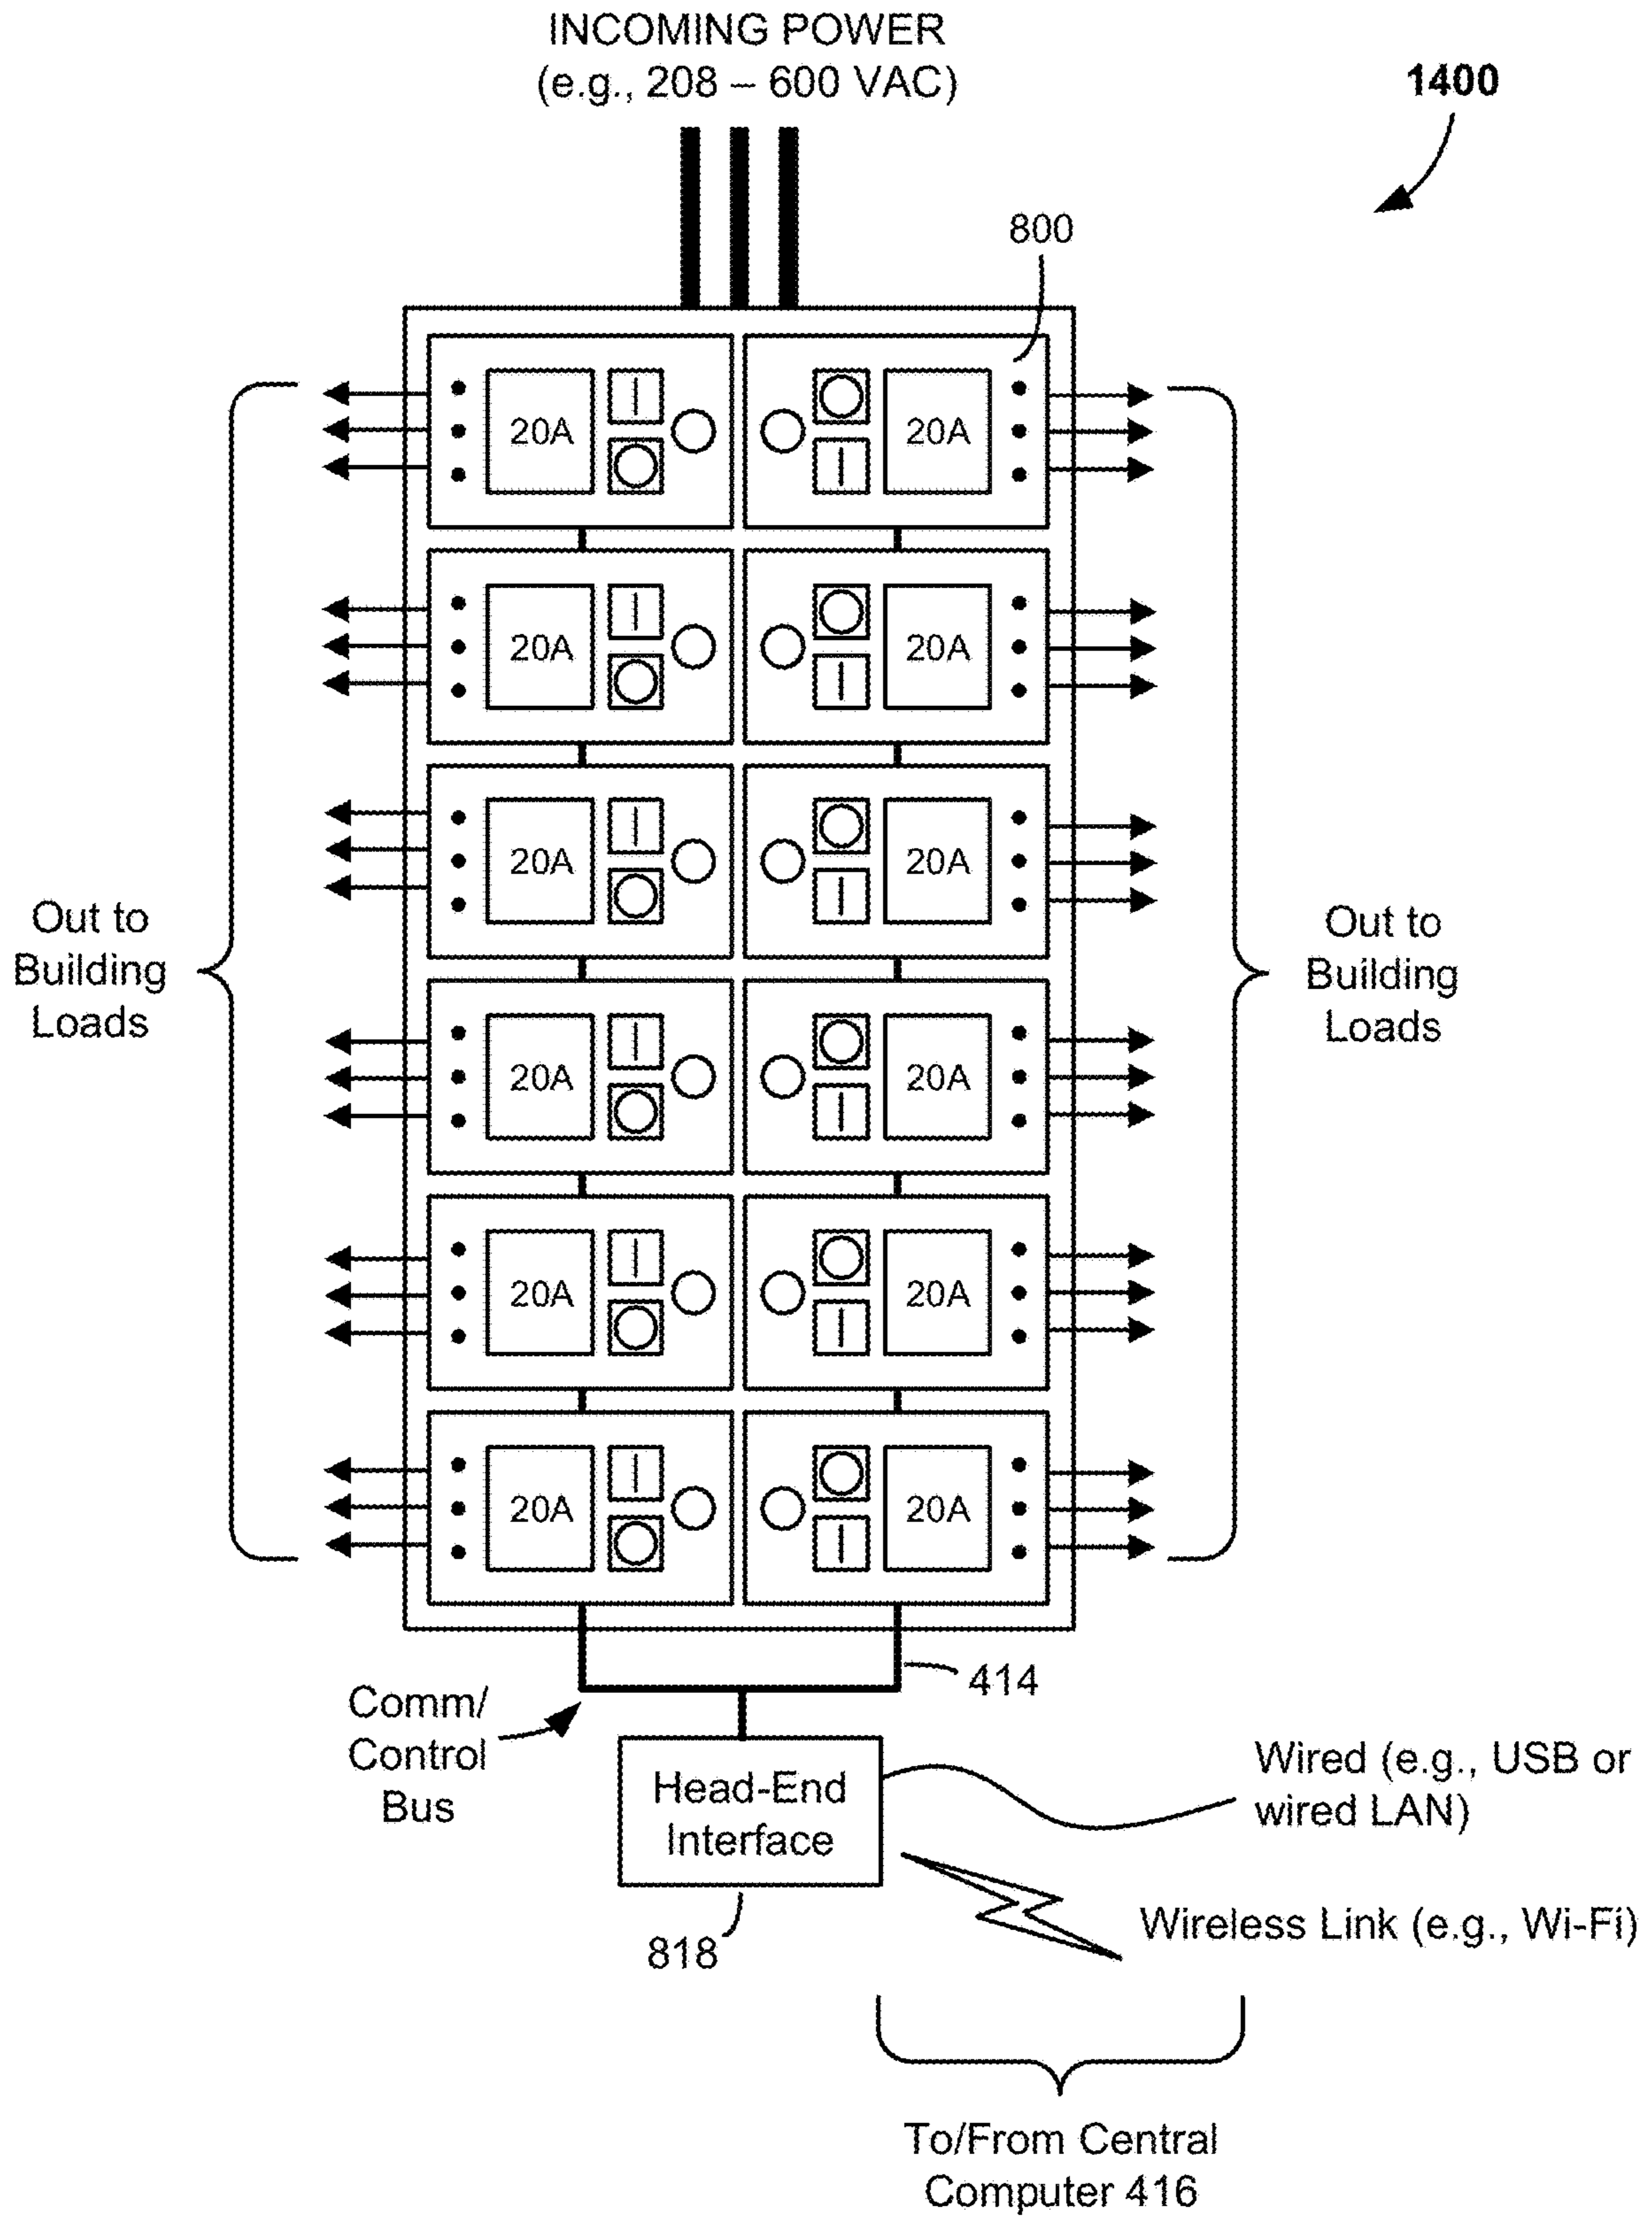 INCOMING POWER
(e.g., 208 – 600 VAC)
1400
800
20A 20A
20A 20A
20A 20A
20A 20A
20A 20A
20A 20A
Out to
Building
Loads
Out to
Building
Loads
414
Comm/
Control
Bus
Head-End
Interface
818
Wired (e.g., USB or
wired LAN)
Wireless Link (e.g., Wi-Fi)
To/From Central
Computer 416